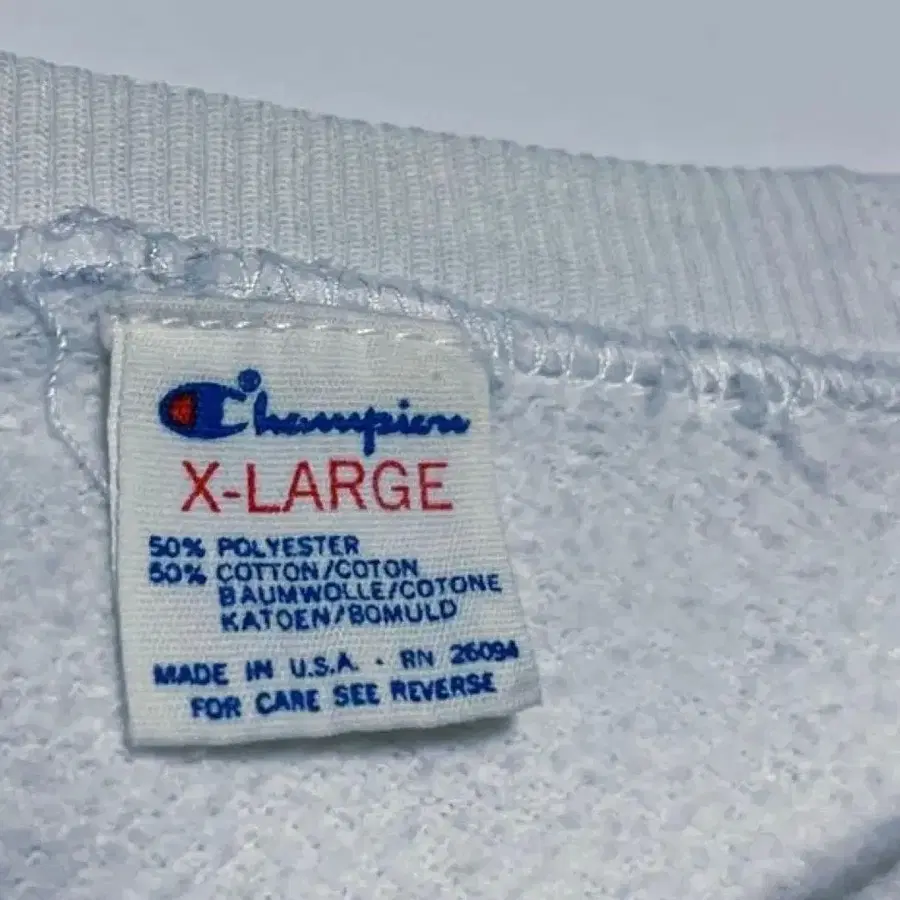 Champion
X-LARGE
50% POLYESTER
50% COTTON/COTON
BAUMWOLLE/COTONE
KATOEN/BOMULD
MADE IN U.S.A. · RN 26094
FOR CARE SEE REVERSE